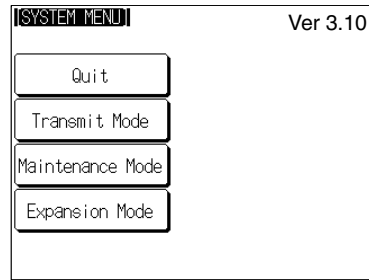 SYSTEM MENU
Ver 3.10
Quit
Transmit Mode
Maintenance Mode
Expansion Mode